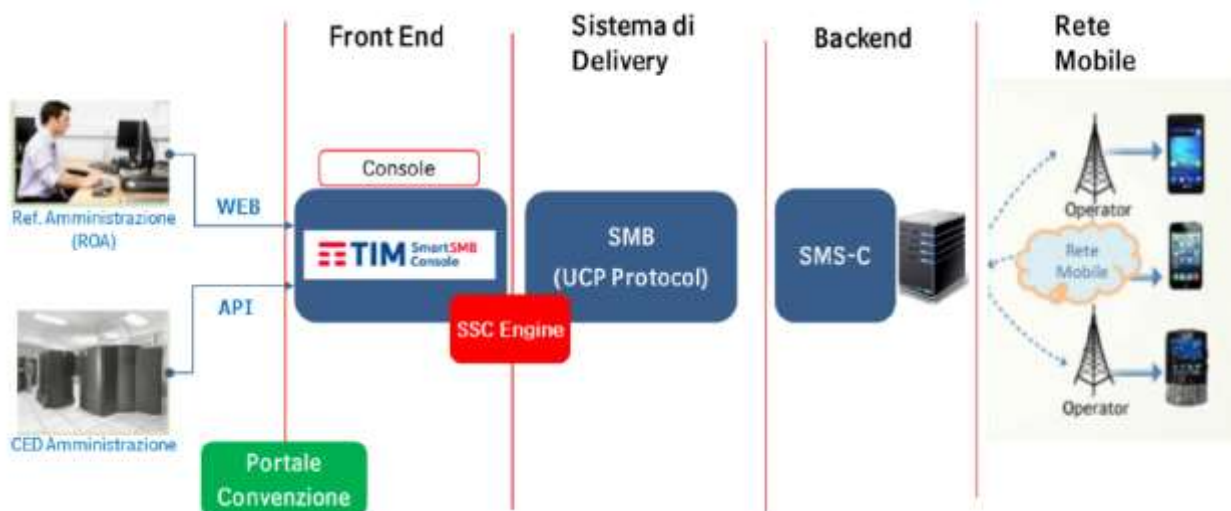 Front End
Sistema di
Delivery
Backend
Rete
Mobile
Console
WEB
Ref. Amministrazione
(ROA)
TIM SmartSMB
Console
SMB
(UCP Protocol)
SMS-C
Operator
Rete
Mobile
API
SSC Engine
CED Amministrazione
Operator
Portale
Convenzione